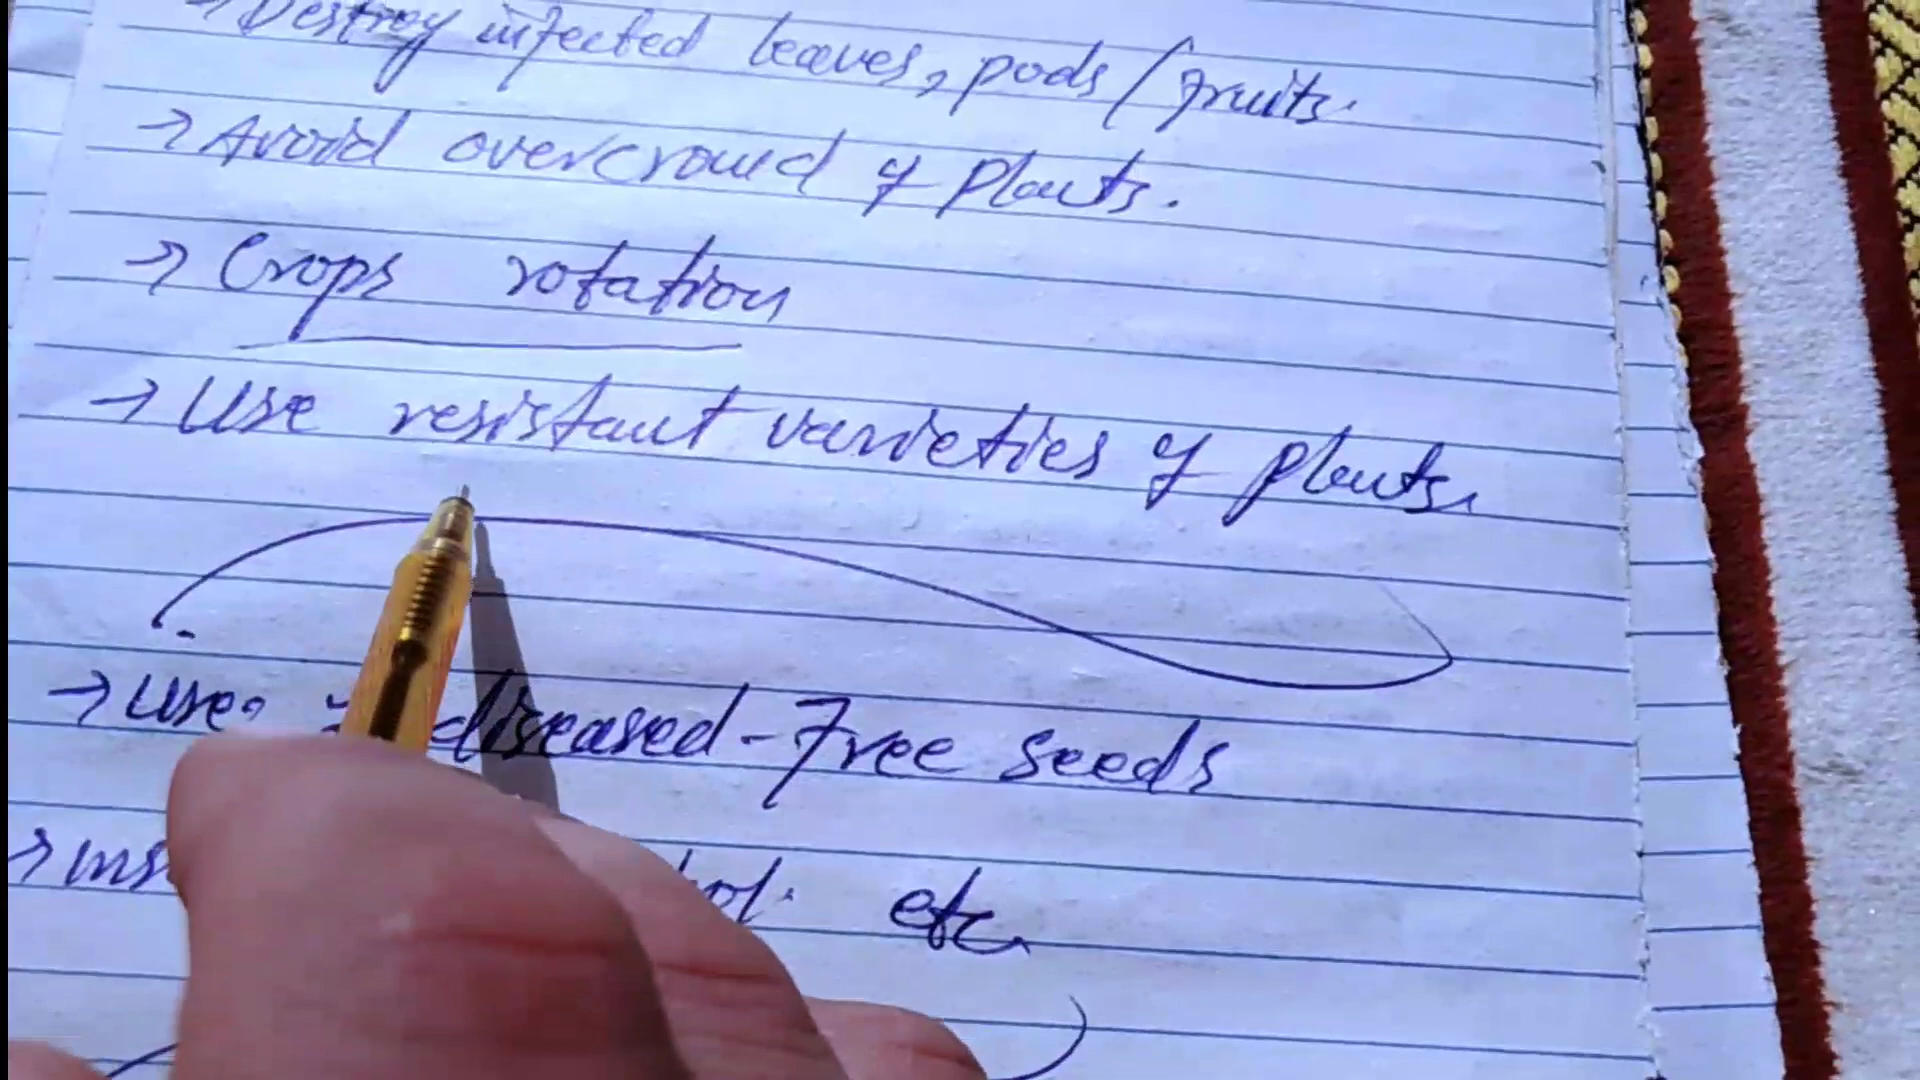 → Destroy infected leaves, pods / fruits.
→ Avoid overcrowd of plants.
→ Crops rotation
→ Use resistant varieties of plants.
→ Use diseased-free seeds
→ etc.